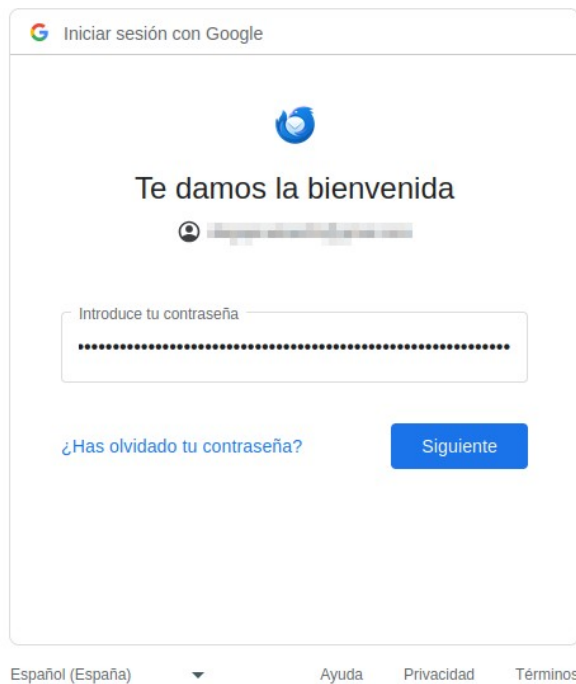 Iniciar sesión con Google
Te damos la bienvenida
Introduce tu contraseña
••••••••••••••••••••••••••••••••••••••••••••••••••••••••••••••
¿Has olvidado tu contraseña? Siguiente
Español (España) Ayuda Privacidad Términos